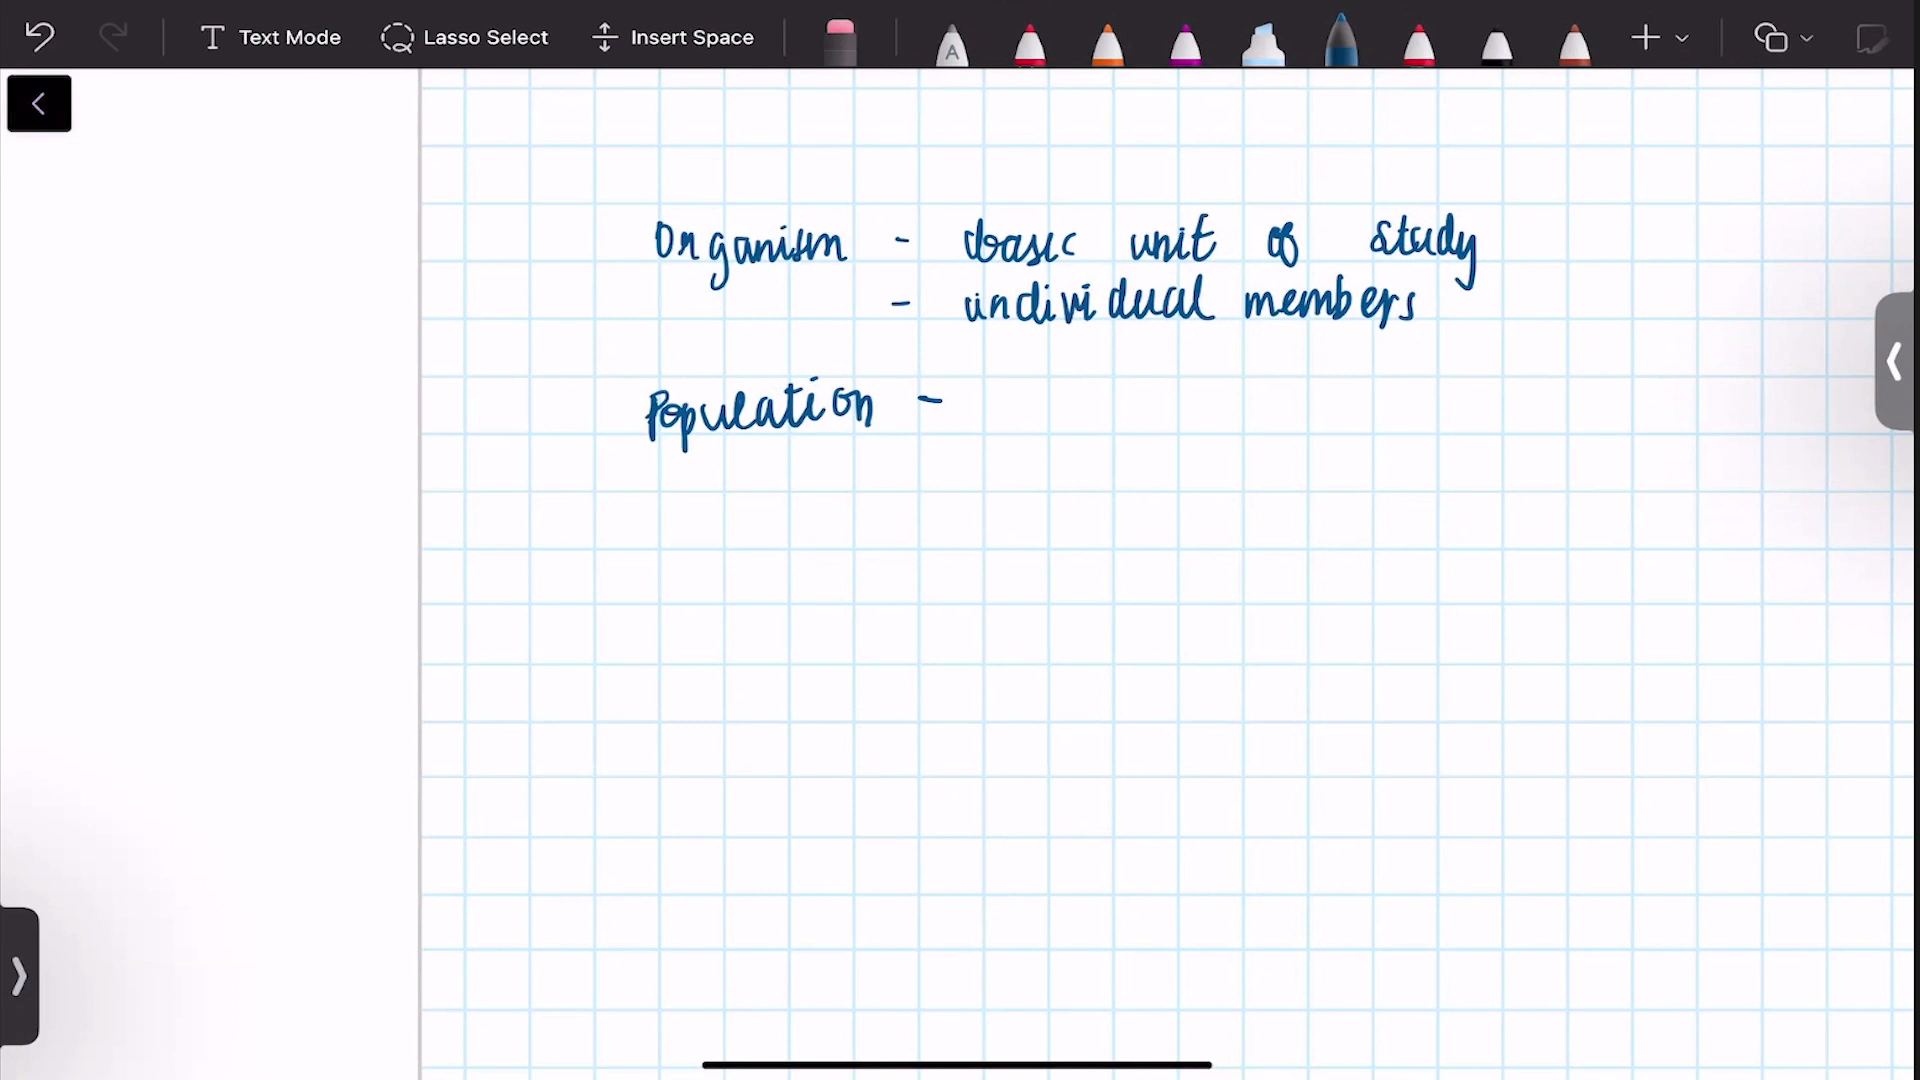 Text Mode Lasso Select Insert Space A
Organism - basic unit of study
- individual members
Population -